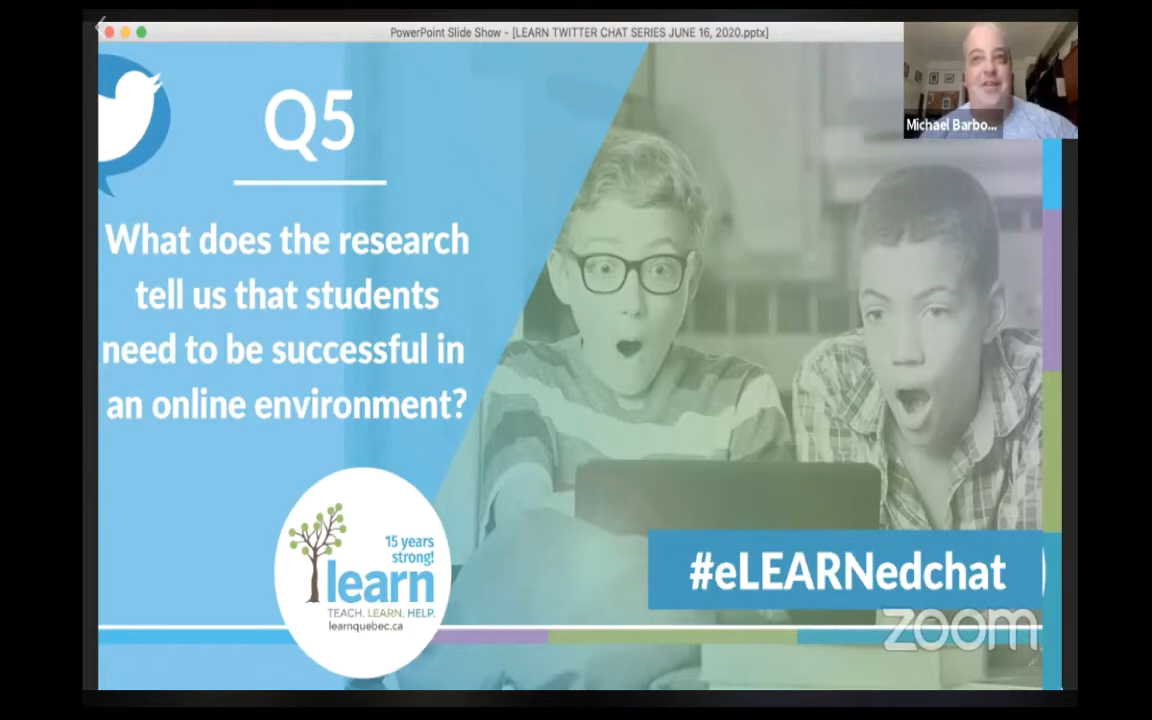 PowerPoint Slide Show - [LEARN TWITTER CHAT SERIES JUNE 16, 2020.pptx]
Michael Barbo...
Q5
What does the research
tell us that students
need to be successful in
an online environment?
15 years
strong!
learn
TEACH. LEARN. HELP.
learnquebec.ca
#eLEARNedchat
zoom